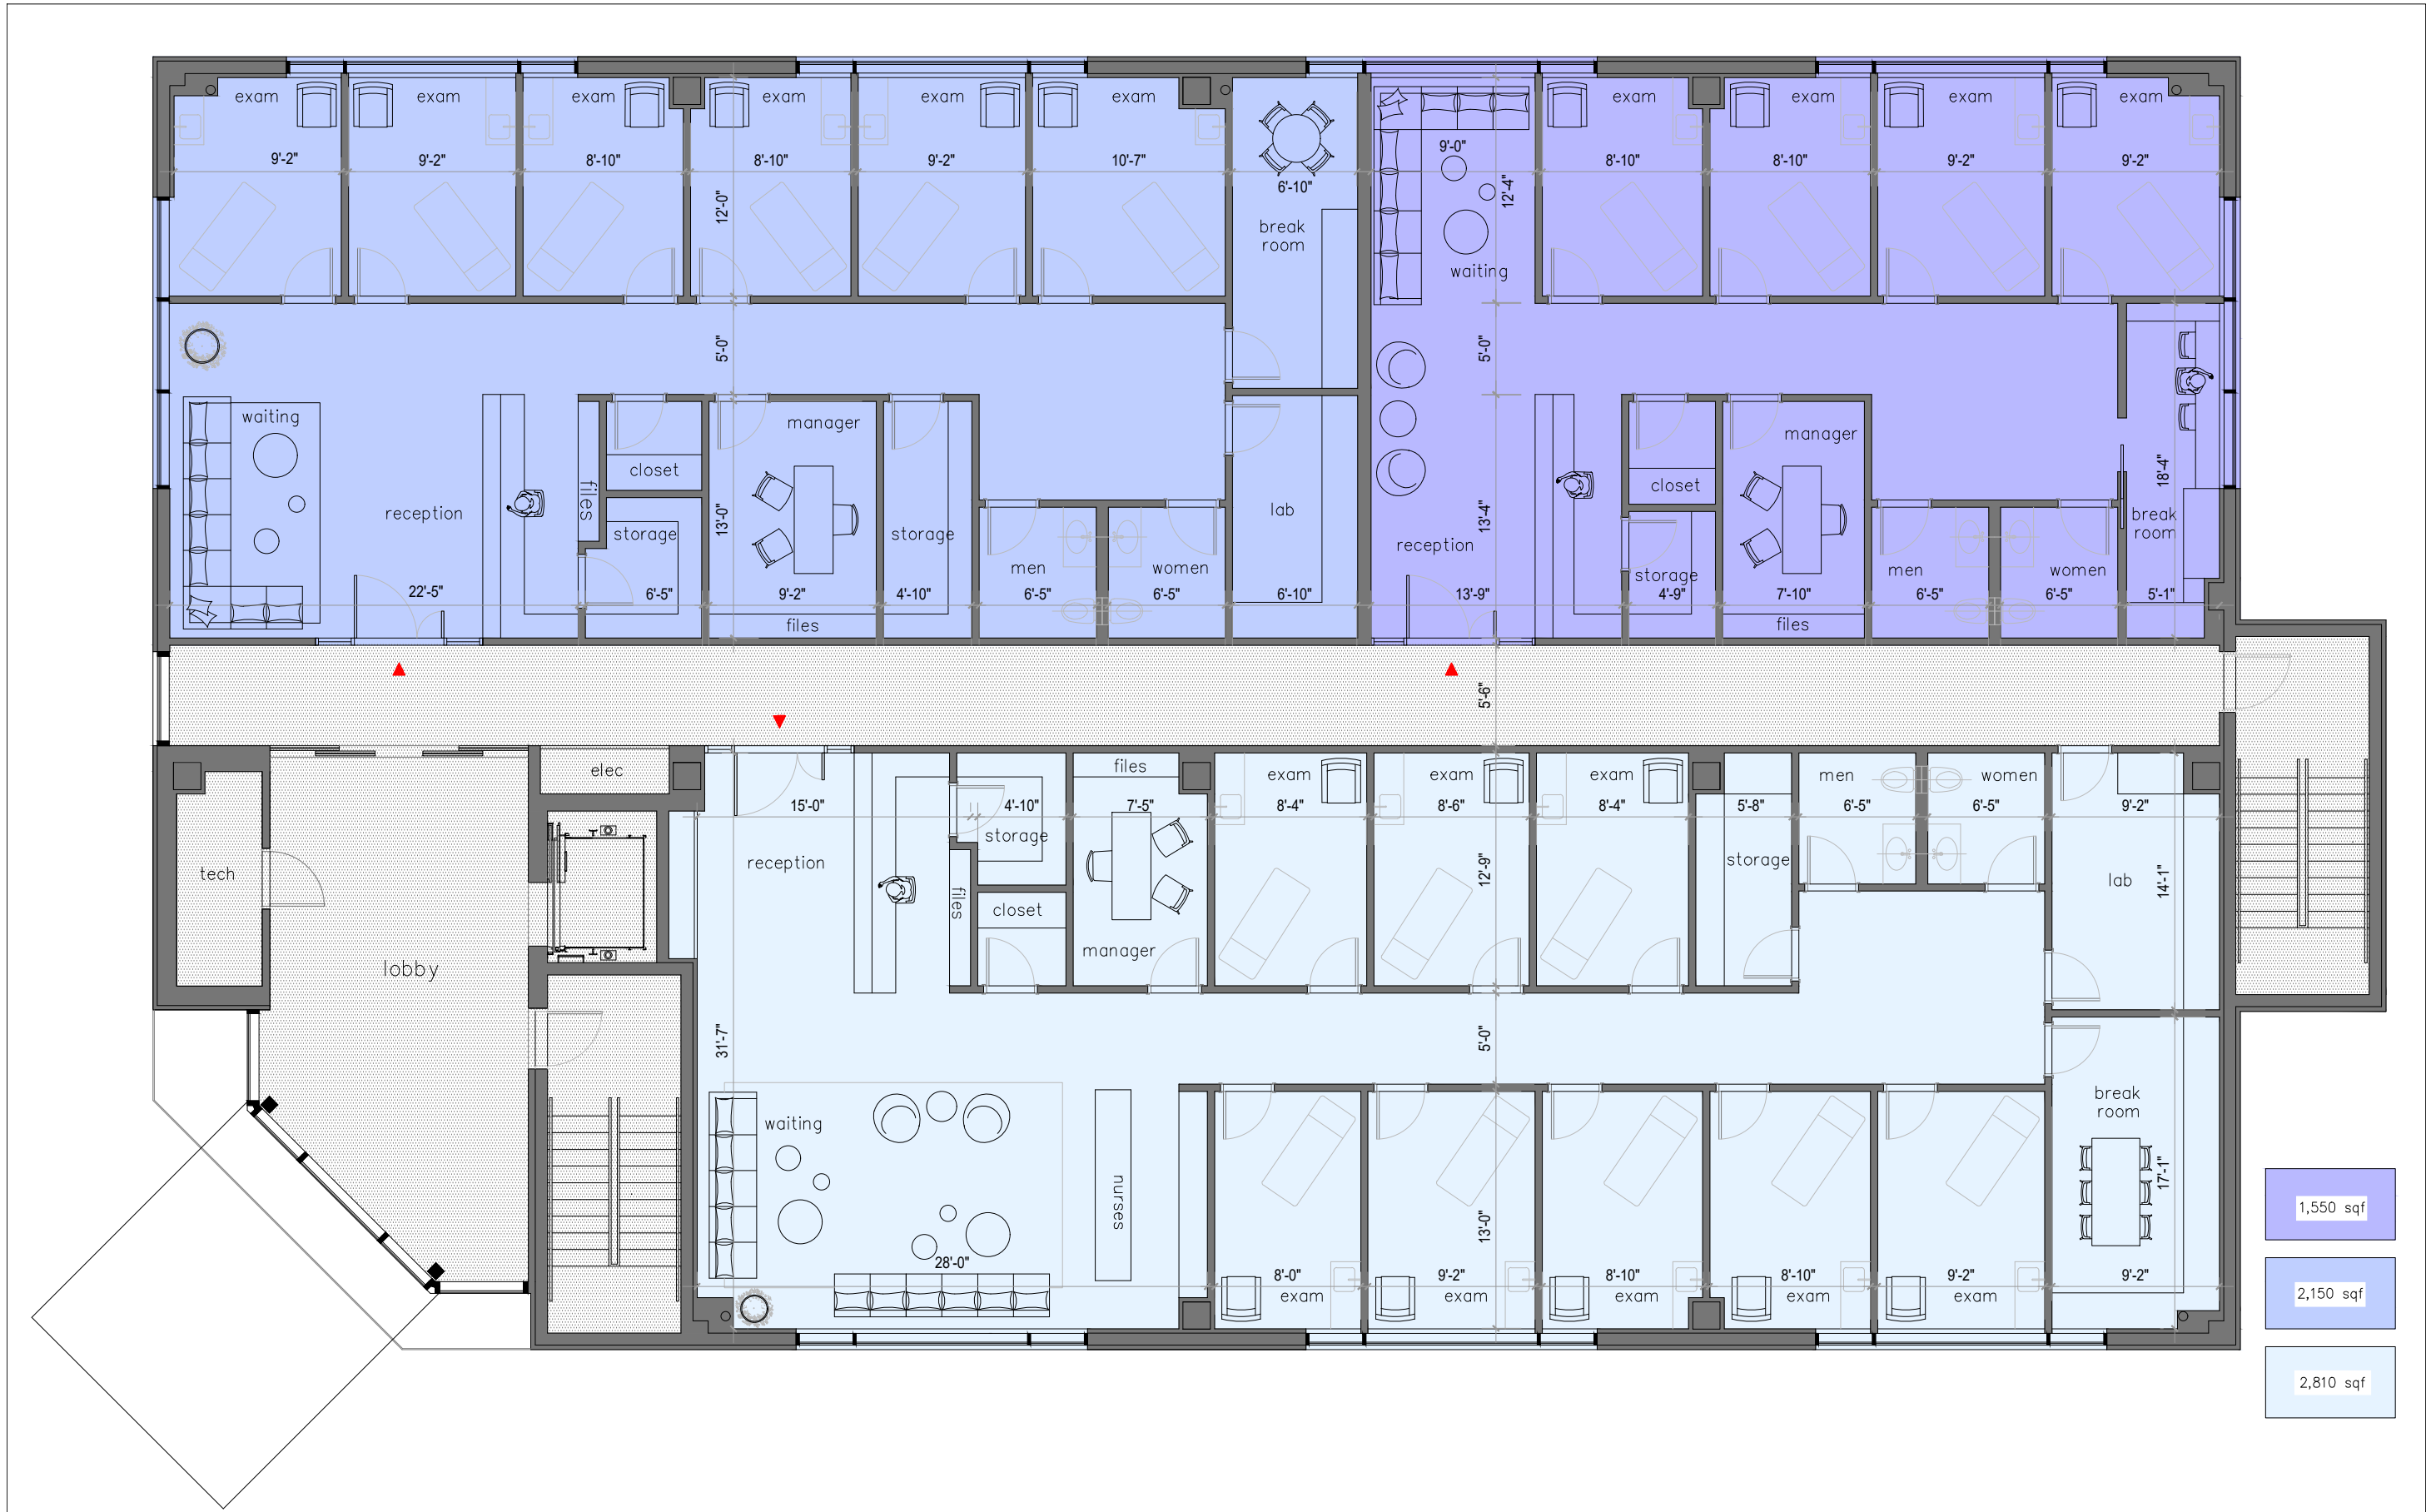 exam
exam
exam
exam
exam
exam
exam
exam
exam
exam
9'-2"
9'-2"
8'-10"
8'-10"
9'-2"
10'-7"
6'-10"
9'-0"
8'-10"
8'-10"
9'-2"
9'-2"
12'-0"
12'-4"
break
room
waiting
5'-0"
5'-0"
waiting
manager
manager
closet
closet
files
18'-4"
reception
storage
13'-0"
storage
lab
13'-4"
reception
break
room
men
women
storage
men
women
22'-5"
6'-5"
9'-2"
4'-10"
6'-5"
6'-5"
6'-10"
13'-9"
4'-9"
7'-10"
6'-5"
6'-5"
5'-1"
files
files
5'-6"
elec
files
exam
exam
exam
men
women
15'-0"
4'-10"
7'-5"
8'-4"
8'-6"
8'-4"
5'-8"
6'-5"
6'-5"
9'-2"
storage
reception
tech
12'-9"
storage
lab
14'-1"
files
closet
manager
lobby
31'-7"
5'-0"
waiting
break
room
nurses
13'-0"
17'-1"
28'-0"
8'-0"
9'-2"
8'-10"
8'-10"
9'-2"
9'-2"
exam
exam
exam
exam
exam
1,550 sqf
2,150 sqf
2,810 sqf